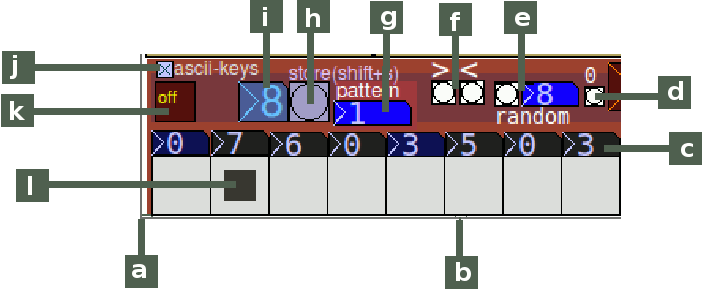 i h g f e
j ascii-keys > < 0
store(shift+s)
k off >8 pattern >8 d
>1 random
>0 >7 >6 >0 >3 >5 >0 >3 c
l
a b